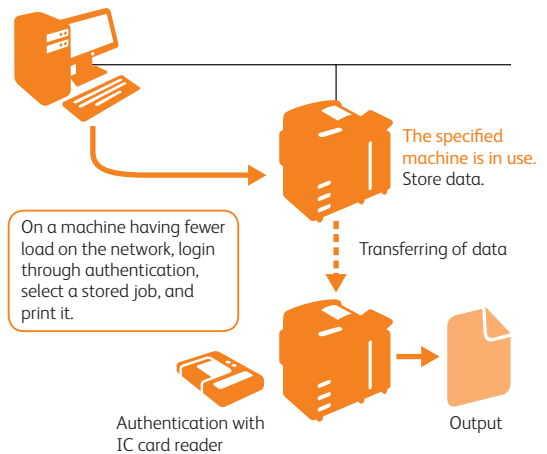 The specified
machine is in use.
Store data.
On a machine having fewer
load on the network, login
through authentication,
select a stored job, and
print it.
Transferring of data
Authentication with
IC card reader
Output